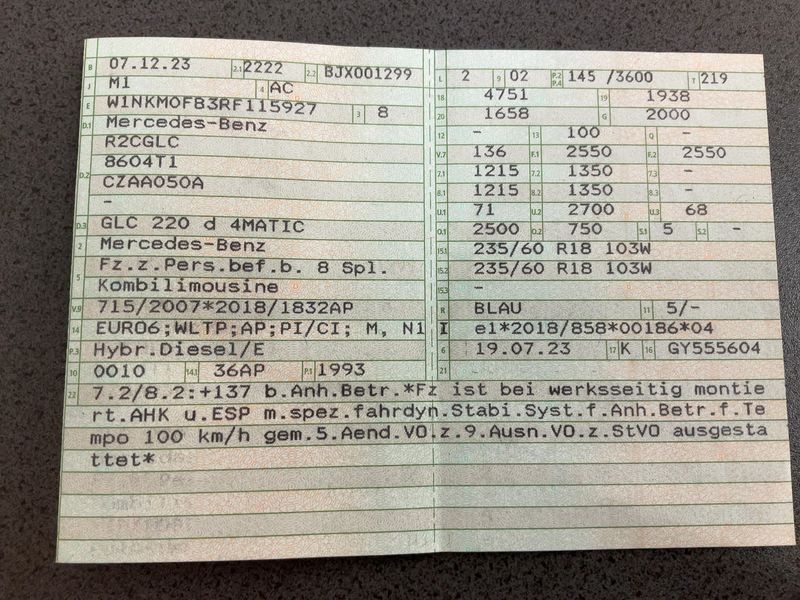 B 07.12.23 2.1 2222 2.2 BJX001299
J M1 4 AC
E W1NKM0FB3RF115927 3 8
D.1 Mercedes-Benz
R2CGLC
D.2 8604T1
CZAA050A
-
D.3 GLC 220 d 4MATIC
2 Mercedes-Benz
5 Fz.z.Pers.bef.b. 8 Spl.
Kombilimousine
V.9 715/2007*2018/1832AP
14 EURO6;WLTP;AP;PI/CI; M, N1 I
P.3 Hybr.Diesel/E
10 0010 14.1 36AP P.1 1993
L 2 9 02 P.2 P.4 145 /3600 T 219
18 4751 19 1938
20 1658 G 2000
12 - 13 100 Q -
V.7 136 F.1 2550 F.2 2550
7.1 1215 7.2 1350 7.3 -
8.1 1215 8.2 1350 8.3 -
U.1 71 U.2 2700 U.3 68
O.1 2500 O.2 750 S.1 5 S.2 -
15.1 235/60 R18 103W
15.2 235/60 R18 103W
15.3 -
R BLAU 11 5/-
K e1*2018/858*00186*04
6 19.07.23 17 K 16 GY555604
21
22 7.2/8.2:+137 b.Anh.Betr.*Fz ist bei werksseitig montie
rt.AHK u.ESP m.spez.fahrdyn.Stabi.Syst.f.Anh.Betr.f.Te
mpo 100 km/h gem.5.Aend.VO.z.9.Ausn.VO.z.StVO ausgesta
ttet*